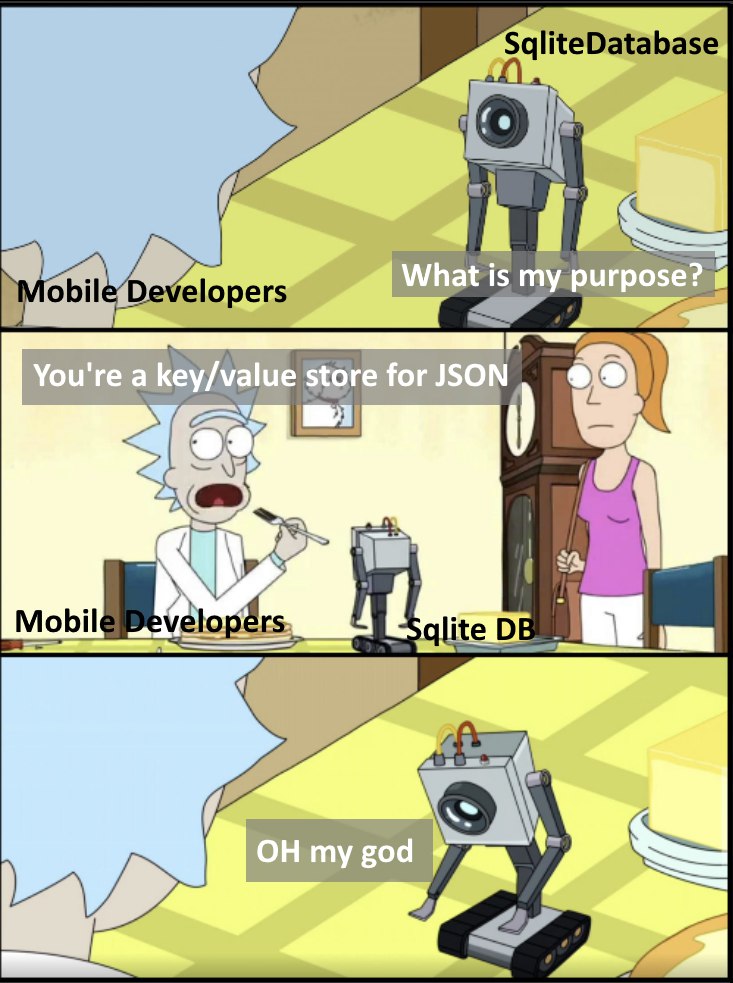 SqliteDatabase
What is my purpose?
Mobile Developers
You're a key/value store for JSON
Mobile Developers
Sqlite DB
OH my god